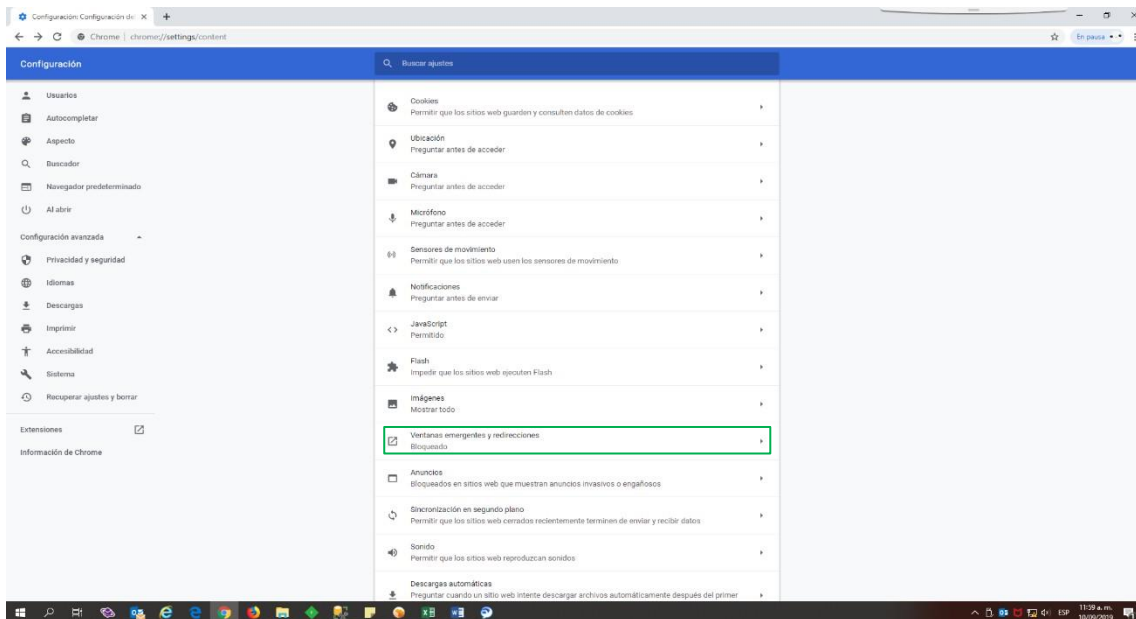 Configuración: Configuración de
Chrome | chrome://settings/content
En pausa
Configuración
Buscar ajustes
Usuarios
Autocompletar
Aspecto
Buscador
Navegador predeterminado
Al abrir
Configuración avanzada
Privacidad y seguridad
Idiomas
Descargas
Imprimir
Accesibilidad
Sistema
Recuperar ajustes y borrar
Extensiones
Información de Chrome
Cookies
Permitir que los sitios web guarden y consulten datos de cookies
Ubicación
Preguntar antes de acceder
Cámara
Preguntar antes de acceder
Micrófono
Preguntar antes de acceder
Sensores de movimiento
Permitir que los sitios web usen los sensores de movimiento
Notificaciones
Preguntar antes de enviar
JavaScript
Permitido
Flash
Impedir que los sitios web ejecuten Flash
Imágenes
Mostrar todo
Ventanas emergentes y redirecciones
Bloqueado
Anuncios
Bloqueados en sitios web que muestran anuncios invasivos o engañosos
Sincronización en segundo plano
Permitir que los sitios web cerrados recientemente terminen de enviar y recibir datos
Sonido
Permitir que los sitios web reproduzcan sonidos
Descargas automáticas
Preguntar cuando un sitio web intente descargar archivos automáticamente después del primer
ESP
11:59 a. m.
10/09/2019